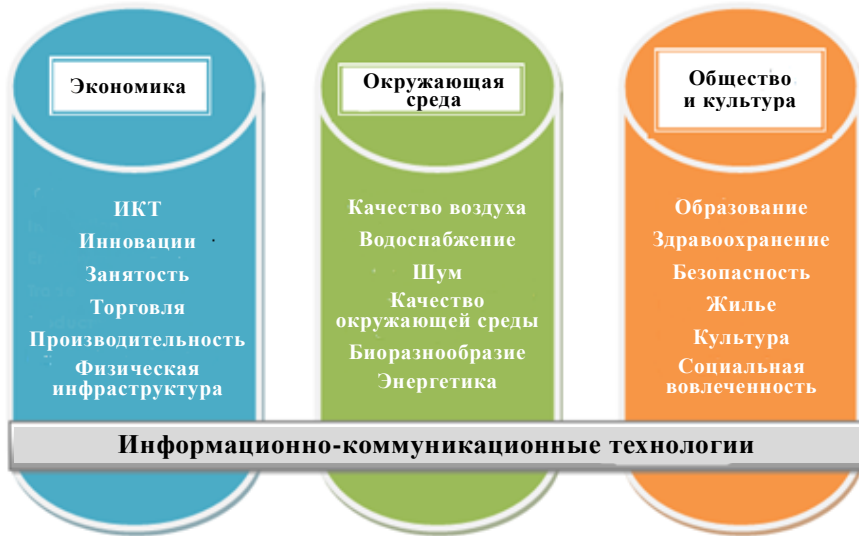 Экономика
ИКТ
Инновации
Занятость
Торговля
Производительность
Физическая
инфраструктура
Окружающая
среда
Качество воздуха
Водоснабжение
Шум
Качество
окружающей среды
Биоразнообразие
Энергетика
Общество
и культура
Образование
Здравоохранение
Безопасность
Жилье
Культура
Социальная
вовлеченность
Информационно-коммуникационные технологии